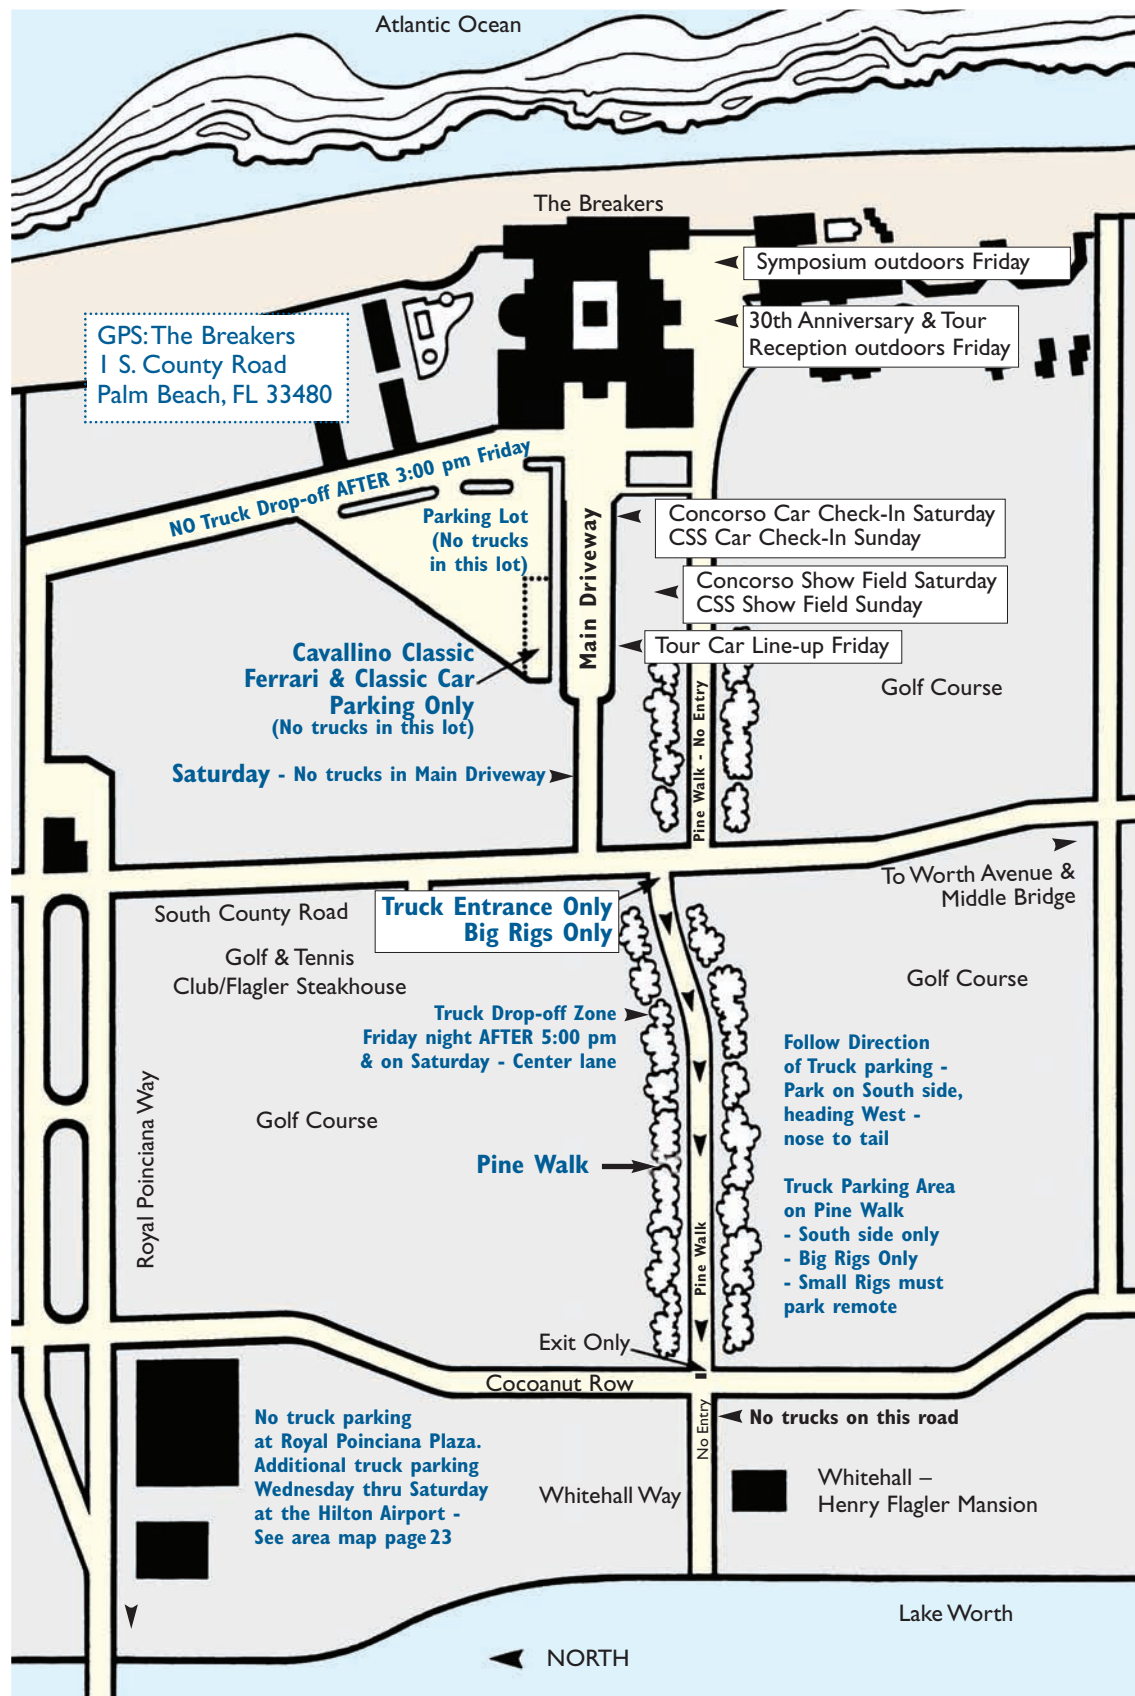 Atlantic Ocean
The Breakers
Symposium outdoors Friday
30th Anniversary & Tour
Reception outdoors Friday
GPS: The Breakers
1 S. County Road
Palm Beach, FL 33480
NO Truck Drop-off AFTER 3:00 pm Friday
Parking Lot
(No trucks
in this lot)
Main Driveway
Concorso Car Check-In Saturday
CSS Car Check-In Sunday
Concorso Show Field Saturday
CSS Show Field Sunday
Tour Car Line-up Friday
Cavallino Classic
Ferrari & Classic Car
Parking Only
(No trucks in this lot)
Golf Course
Pine Walk - No Entry
Saturday - No trucks in Main Driveway
To Worth Avenue &
Middle Bridge
South County Road
Truck Entrance Only
Big Rigs Only
Golf & Tennis
Club/Flagler Steakhouse
Golf Course
Truck Drop-off Zone
Friday night AFTER 5:00 pm
& on Saturday - Center lane
Follow Direction
of Truck parking -
Park on South side,
heading West -
nose to tail
Royal Poinciana Way
Golf Course
Pine Walk
Truck Parking Area
on Pine Walk
- South side only
- Big Rigs Only
- Small Rigs must
park remote
Pine Walk
Exit Only
Cocoanut Row
No Entry
No trucks on this road
No truck parking
at Royal Poinciana Plaza.
Additional truck parking
Wednesday thru Saturday
at the Hilton Airport -
See area map page 23
Whitehall Way
Whitehall –
Henry Flagler Mansion
Lake Worth
NORTH